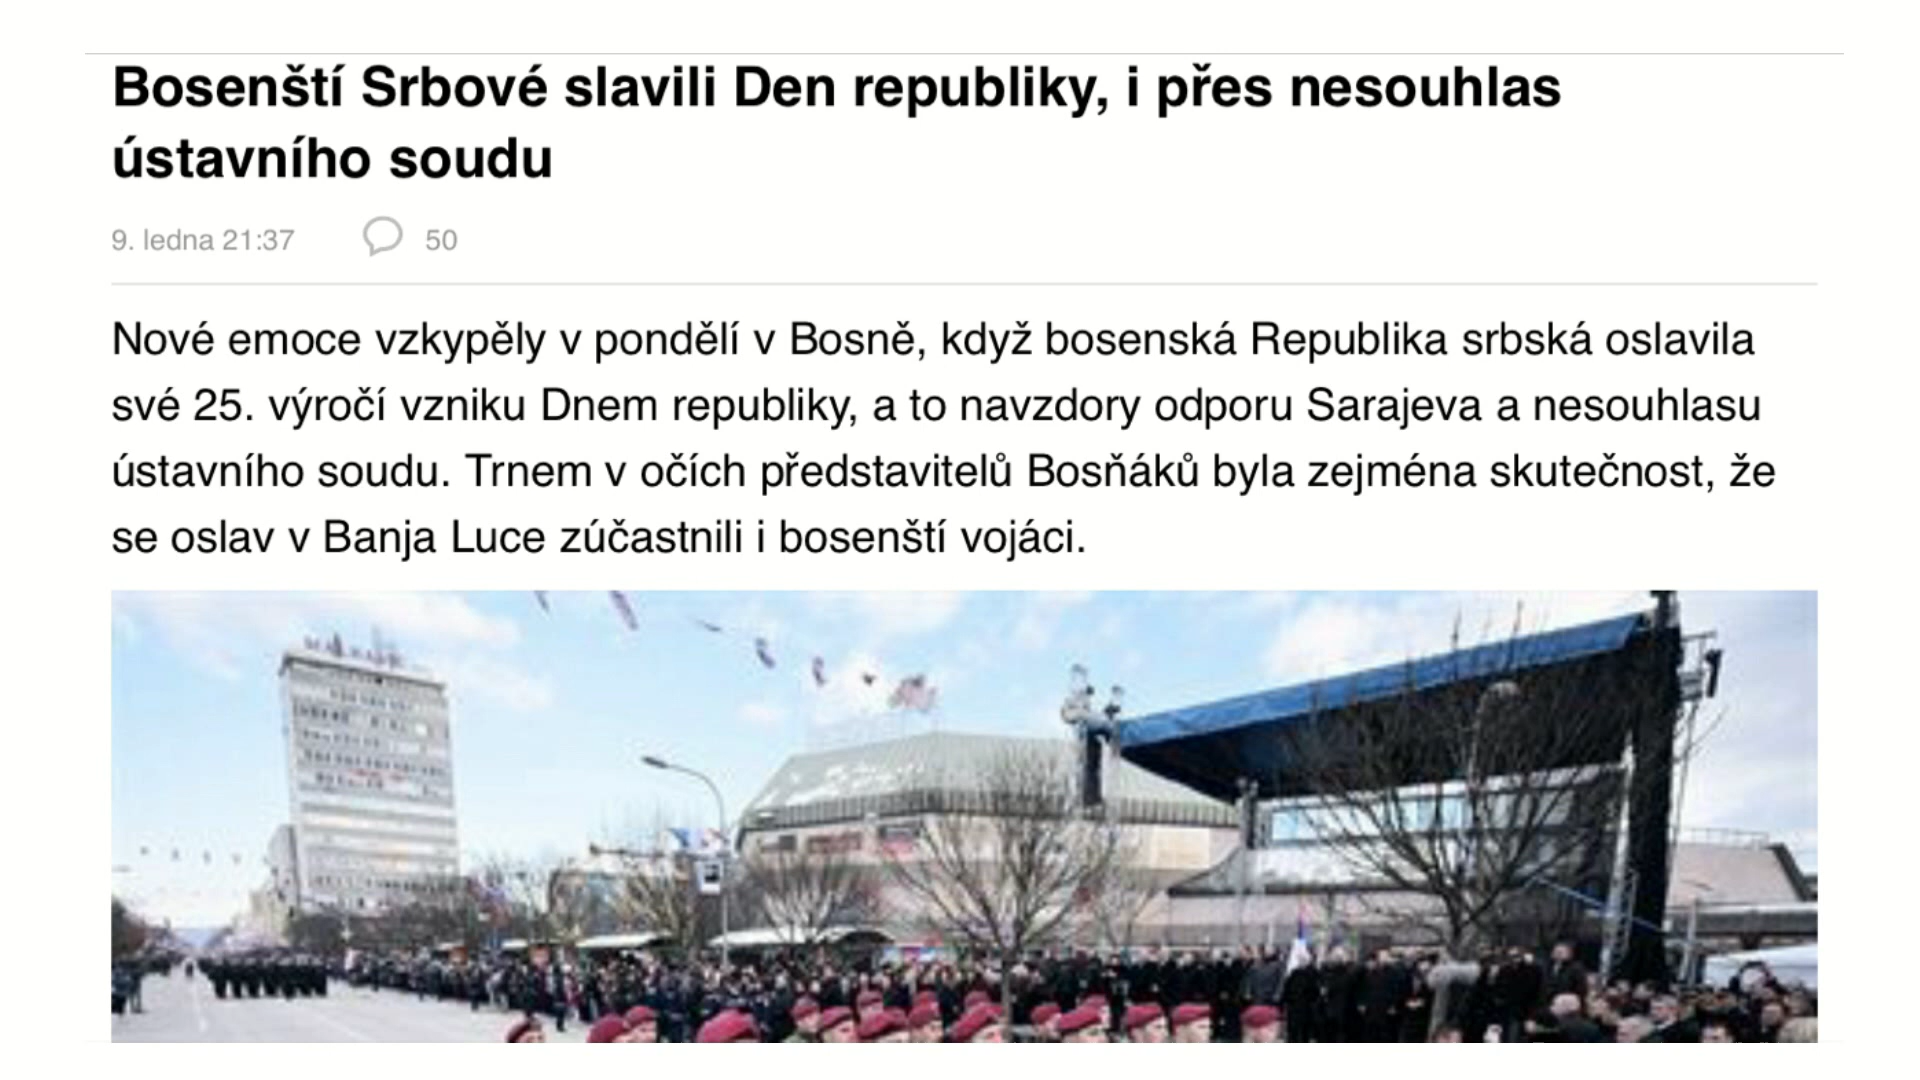 Bosenští Srbové slavili Den republiky, i přes nesouhlas
ústavního soudu
9. ledna 21:37 50
Nové emoce vzkypěly v pondělí v Bosně, když bosenská Republika srbská oslavila
své 25. výročí vzniku Dnem republiky, a to navzdory odporu Sarajeva a nesouhlasu
ústavního soudu. Trnem v očích představitelů Bosňáků byla zejména skutečnost, že
se oslav v Banja Luce zúčastnili i bosenští vojáci.